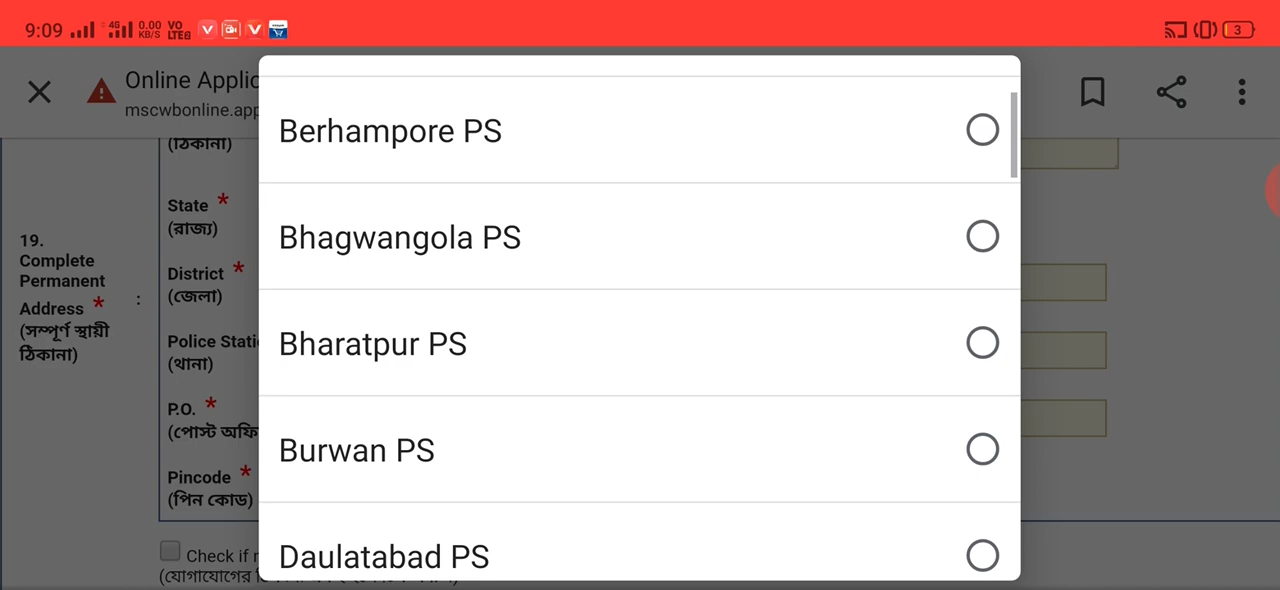 9:09 4G 0.00 KB/S VO LTE 3
Online Applic
mscwbonline.app
(ঠিকানা)
Berhampore PS
State *
(রাজ্য)
Bhagwangola PS
19.
Complete
Permanent
Address *
(সম্পূর্ণ স্থায়ী
ঠিকানা)
:
District *
(জেলা)
Police Stati
(থানা)
Bharatpur PS
P.O. *
(পোস্ট অফি
Burwan PS
Pincode *
(পিন কোড)
Daulatabad PS
Check if
(যোগাযোগের